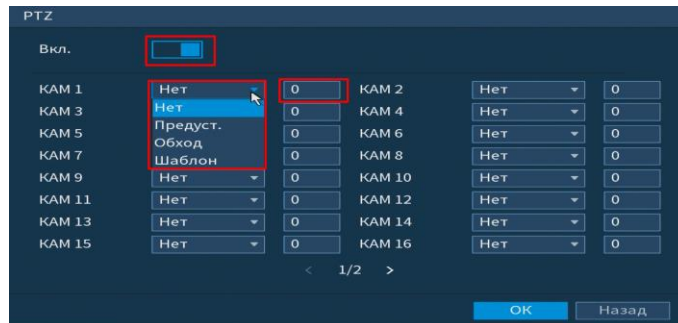 PTZ
Вкл.
КАМ 1 Нет 0 КАМ 2 Нет 0
КАМ 3 Нет 0 КАМ 4 Нет 0
КАМ 5 Предуст. 0 КАМ 6 Нет 0
Обход
КАМ 7 Шаблон 0 КАМ 8 Нет 0
КАМ 9 Нет 0 КАМ 10 Нет 0
КАМ 11 Нет 0 КАМ 12 Нет 0
КАМ 13 Нет 0 КАМ 14 Нет 0
КАМ 15 Нет 0 КАМ 16 Нет 0
< 1/2 >
ОК Назад